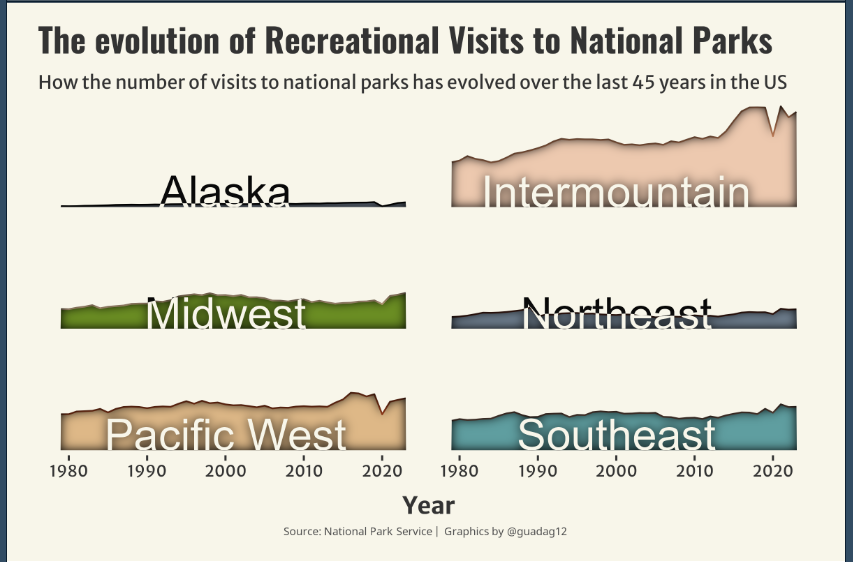 The evolution of Recreational Visits to National Parks
How the number of visits to national parks has evolved over the last 45 years in the US
Alaska
Intermountain
Midwest
Northeast
Pacific West
Southeast
1980 1990 2000 2010 2020
1980 1990 2000 2010 2020
Year
Source: National Park Service | Graphics by @guadag12